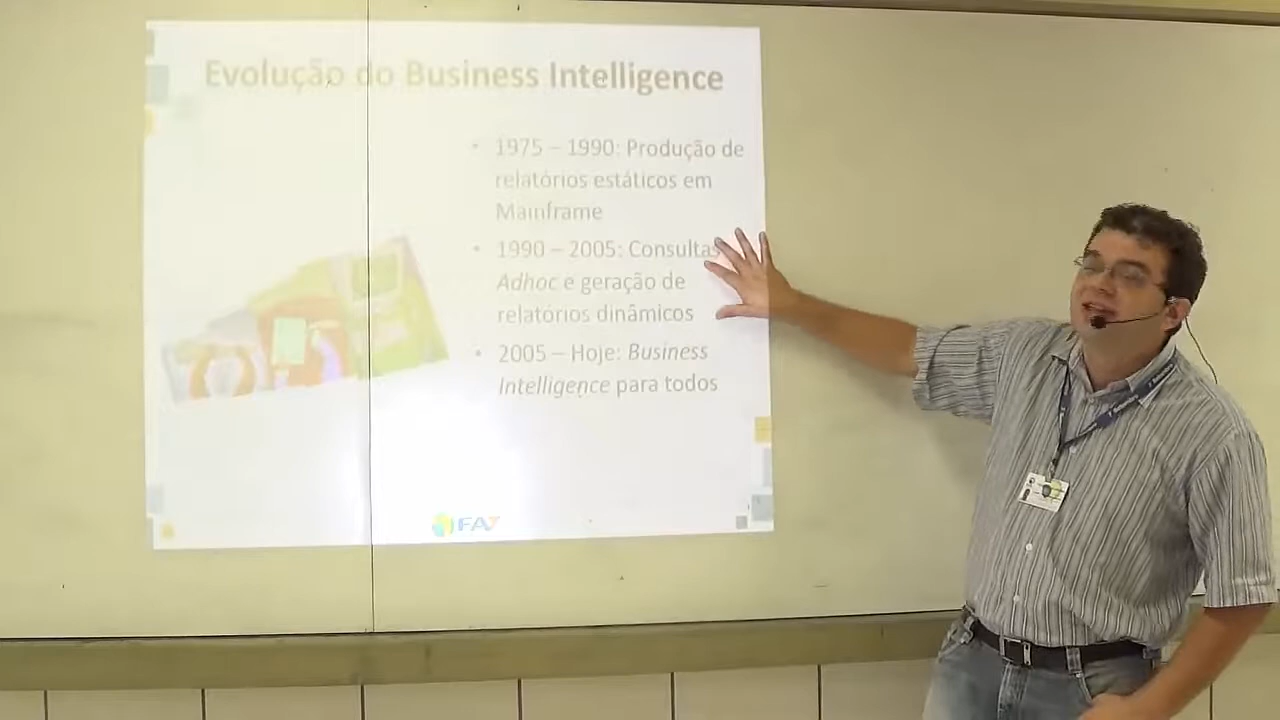 Evolução do Business Intelligence
• 1975 – 1990: Produção de
relatórios estáticos em
Mainframe
• 1990 – 2005: Consultas
Adhoc e geração de
relatórios dinâmicos
• 2005 – Hoje: Business
Intelligence para todos
FAY